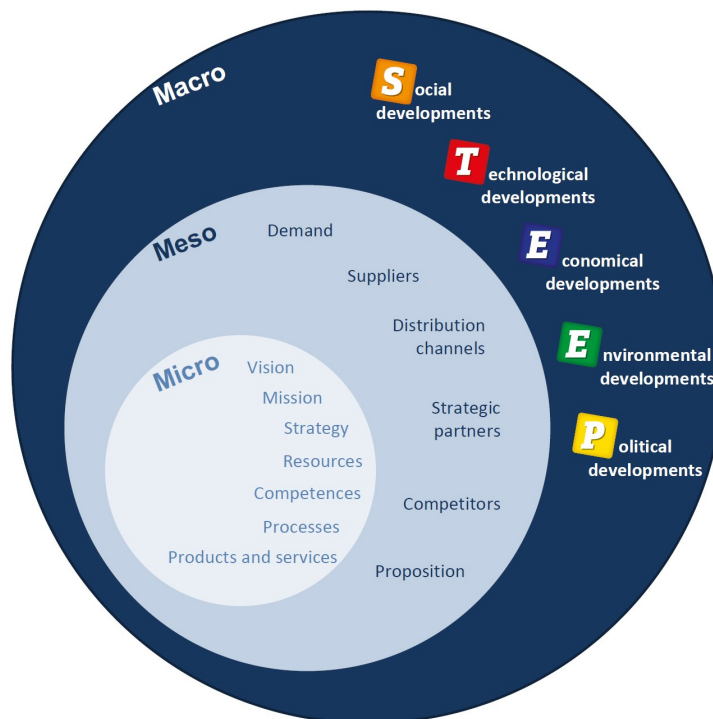 Macro
Social
developments
Technological
developments
Economical
developments
Environmental
developments
Political
developments
Meso
Demand
Suppliers
Distribution
channels
Strategic
partners
Competitors
Proposition
Micro
Vision
Mission
Strategy
Resources
Competences
Processes
Products and services